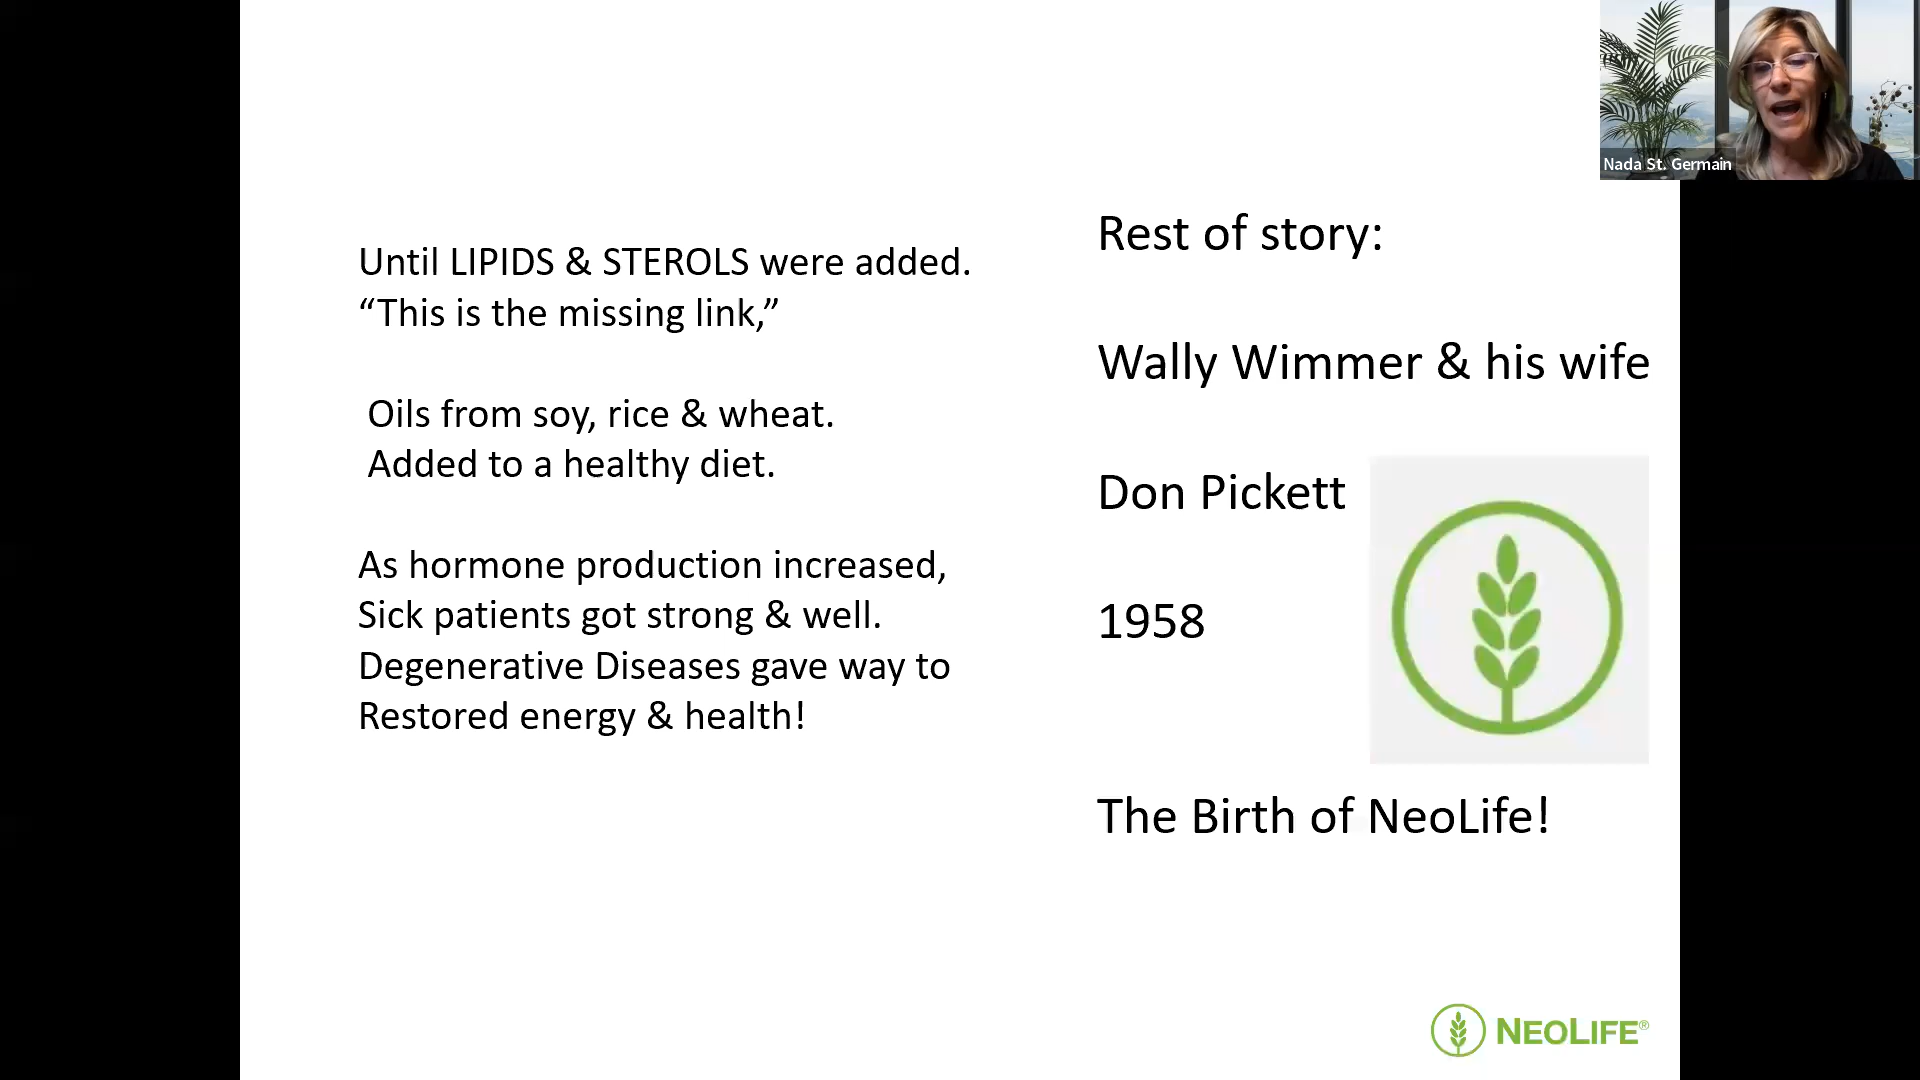 Nada St. Germain
Until LIPIDS & STEROLS were added.
“This is the missing link,”
Oils from soy, rice & wheat.
Added to a healthy diet.
As hormone production increased,
Sick patients got strong & well.
Degenerative Diseases gave way to
Restored energy & health!
Rest of story:
Wally Wimmer & his wife
Don Pickett
1958
The Birth of NeoLife!
NEOLIFE®